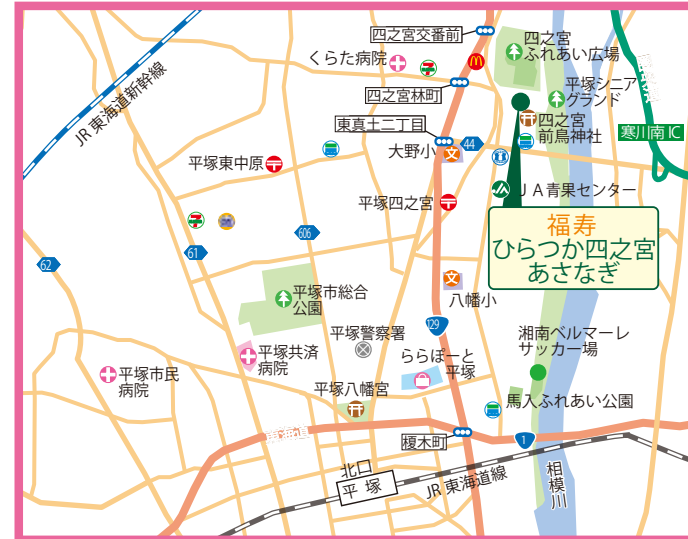 四之宮交番前
くらた病院
四之宮
ふれあい広場
JR 東海道新幹線
四之宮林町
平塚シニア
グランド
東真土二丁目
四之宮
前鳥神社
寒川南 IC
大野小
文
44
平塚東中原
JA青果センター
平塚四之宮
福寿
ひらつか四之宮
あさなぎ
606
61
62
文
八幡小
平塚市総合
公園
129
平塚警察署
湘南ベルマーレ
サッカー場
平塚共済
病院
ららぽーと
平塚
平塚市民
病院
平塚八幡宮
馬入ふれあい公園
東海道
榎木町
1
北口
平 塚
JR 東海道線
相模川